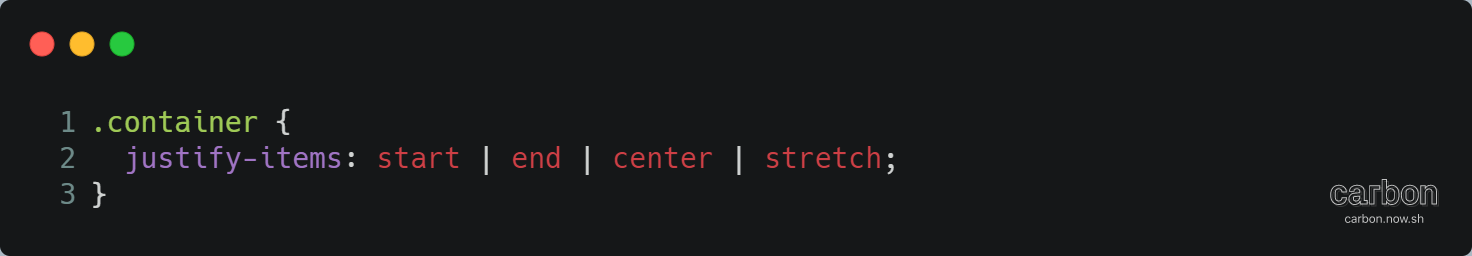 1 .container {
2   justify-items: start | end | center | stretch;
3 }
carbon
carbon.now.sh